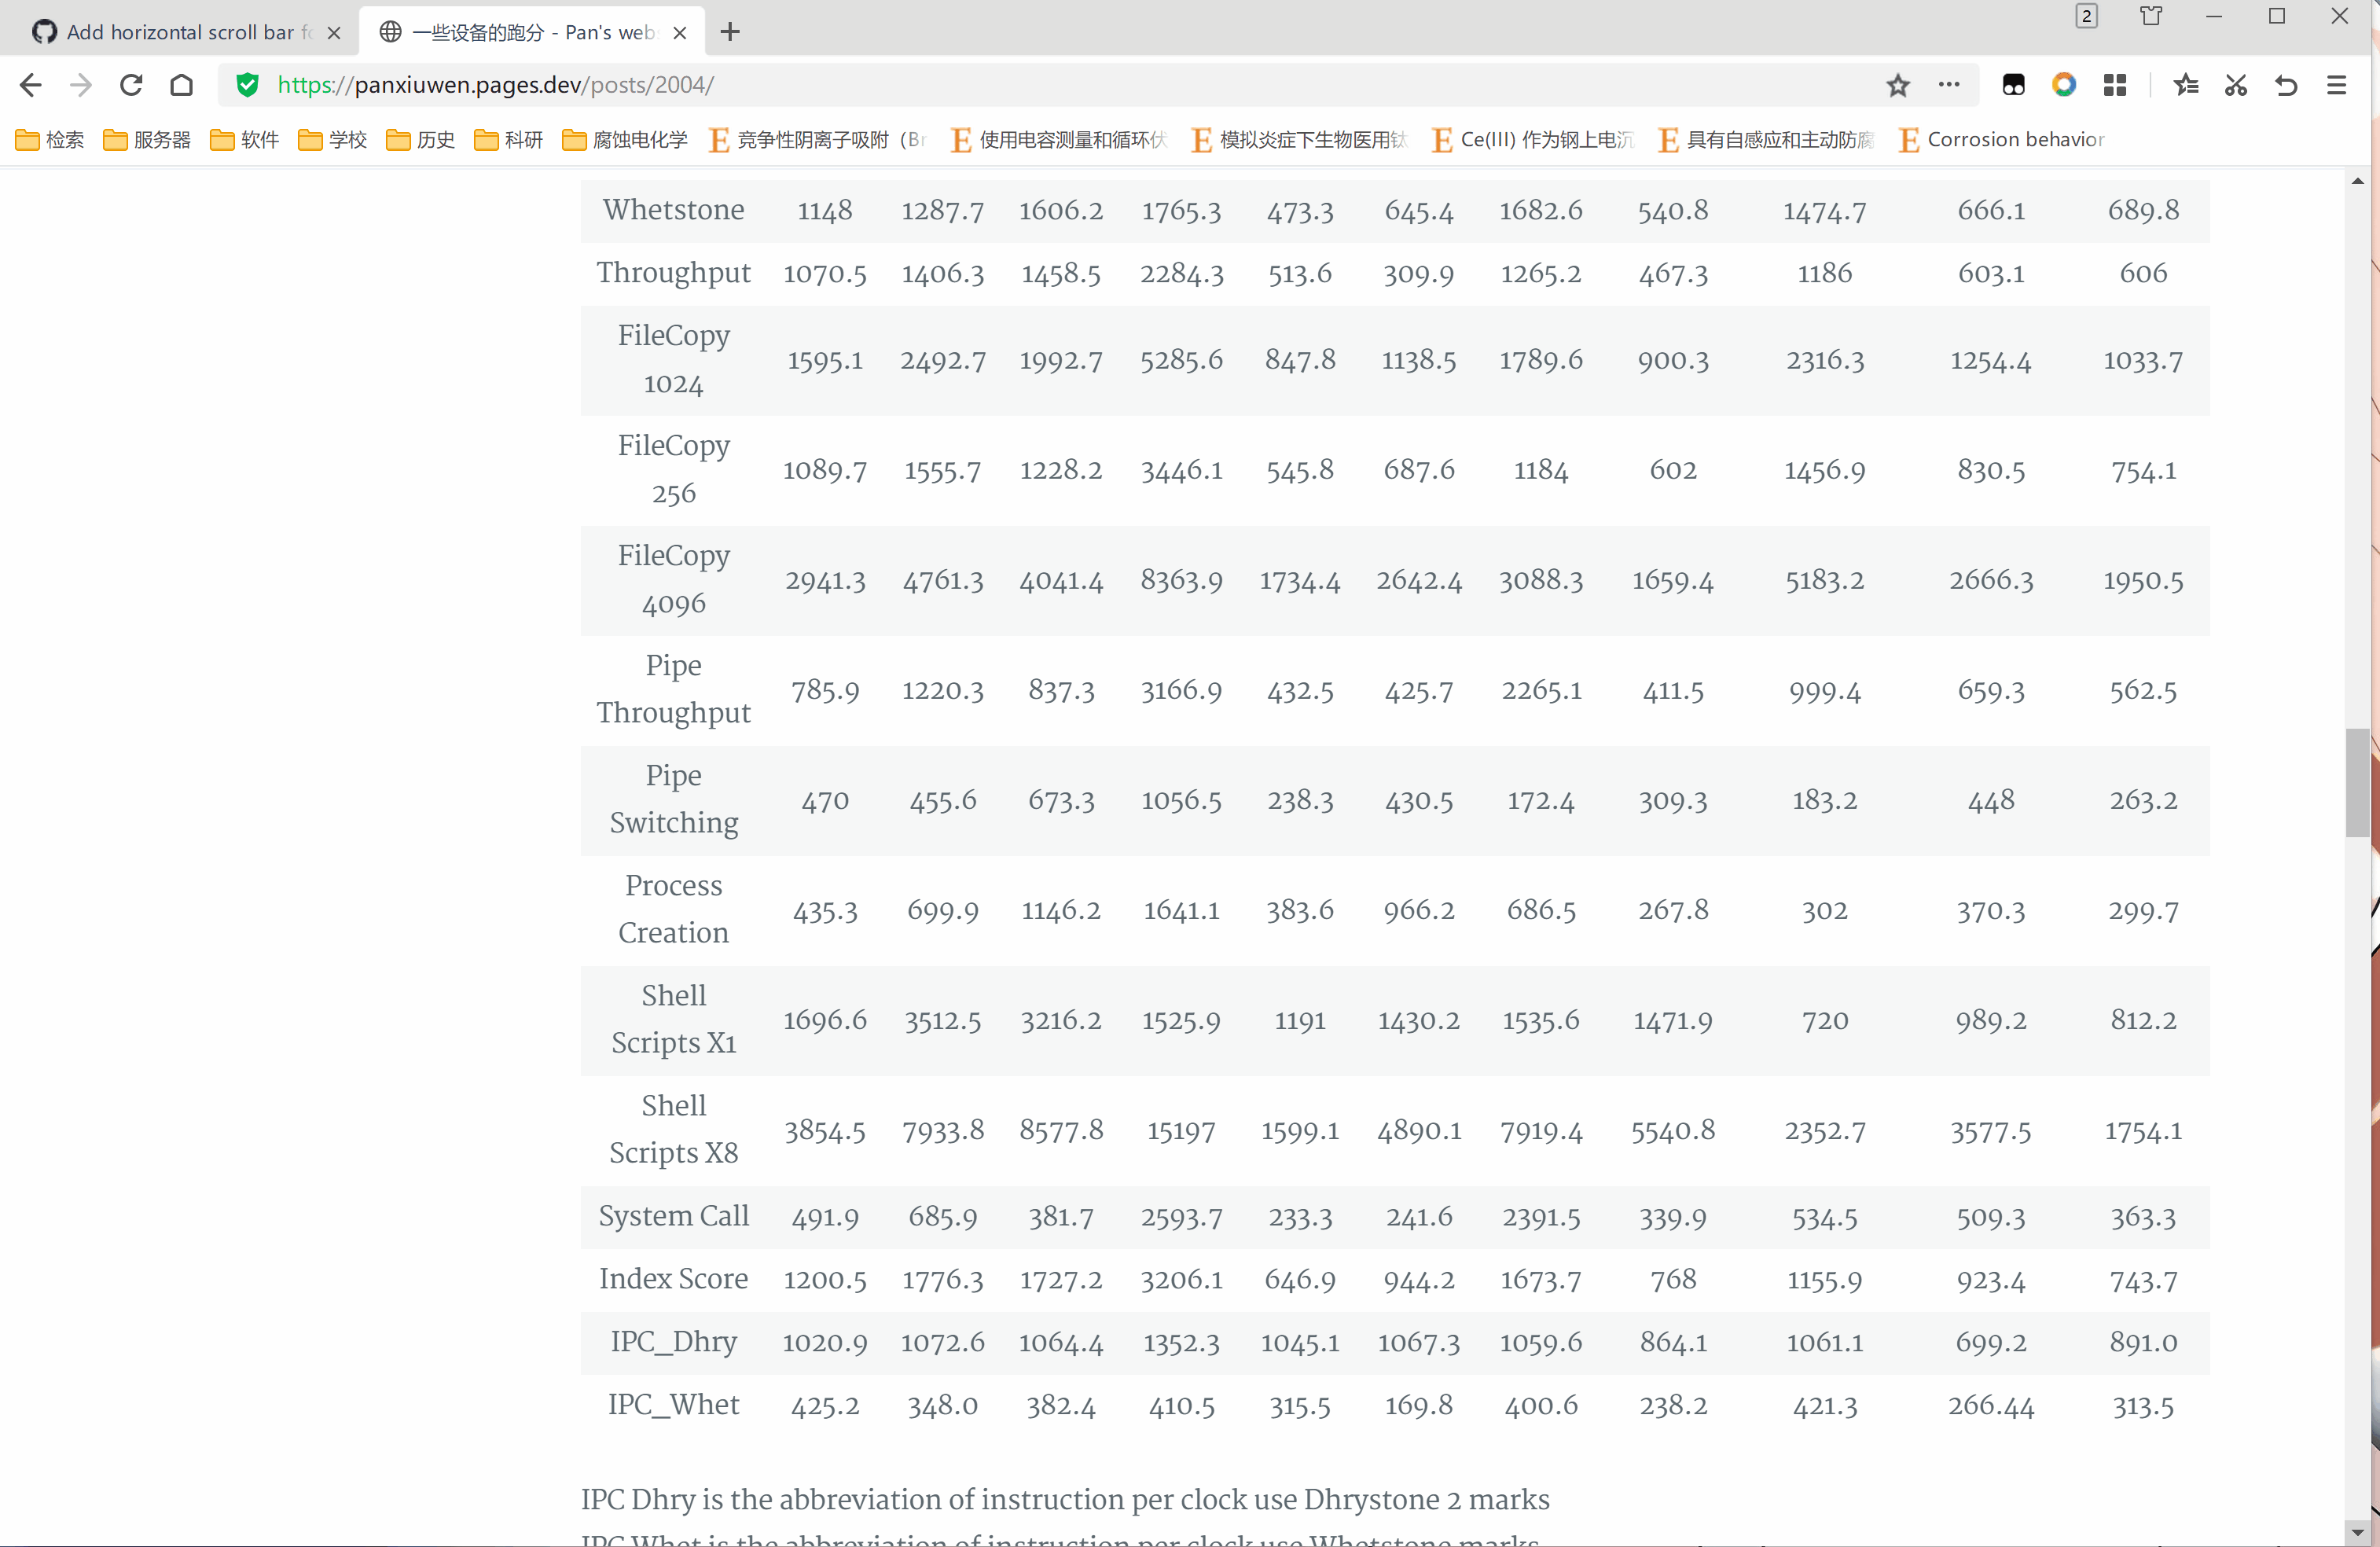 Add horizontal scroll bar fo
一些设备的跑分 - Pan's web
2
https://panxiuwen.pages.dev/posts/2004/
检索 服务器 软件 学校 历史 科研 腐蚀电化学 竞争性阴离子吸附（Br 使用电容测量和循环伏 模拟炎症下生物医用钛 Ce(III) 作为钢上电沉 具有自感应和主动防腐 Corrosion behavior
Whetstone 1148 1287.7 1606.2 1765.3 473.3 645.4 1682.6 540.8 1474.7 666.1 689.8
Throughput 1070.5 1406.3 1458.5 2284.3 513.6 309.9 1265.2 467.3 1186 603.1 606
FileCopy
1024 1595.1 2492.7 1992.7 5285.6 847.8 1138.5 1789.6 900.3 2316.3 1254.4 1033.7
FileCopy
256 1089.7 1555.7 1228.2 3446.1 545.8 687.6 1184 602 1456.9 830.5 754.1
FileCopy
4096 2941.3 4761.3 4041.4 8363.9 1734.4 2642.4 3088.3 1659.4 5183.2 2666.3 1950.5
Pipe
Throughput 785.9 1220.3 837.3 3166.9 432.5 425.7 2265.1 411.5 999.4 659.3 562.5
Pipe
Switching 470 455.6 673.3 1056.5 238.3 430.5 172.4 309.3 183.2 448 263.2
Process
Creation 435.3 699.9 1146.2 1641.1 383.6 966.2 686.5 267.8 302 370.3 299.7
Shell
Scripts X1 1696.6 3512.5 3216.2 1525.9 1191 1430.2 1535.6 1471.9 720 989.2 812.2
Shell
Scripts X8 3854.5 7933.8 8577.8 15197 1599.1 4890.1 7919.4 5540.8 2352.7 3577.5 1754.1
System Call 491.9 685.9 381.7 2593.7 233.3 241.6 2391.5 339.9 534.5 509.3 363.3
Index Score 1200.5 1776.3 1727.2 3206.1 646.9 944.2 1673.7 768 1155.9 923.4 743.7
IPC_Dhry 1020.9 1072.6 1064.4 1352.3 1045.1 1067.3 1059.6 864.1 1061.1 699.2 891.0
IPC_Whet 425.2 348.0 382.4 410.5 315.5 169.8 400.6 238.2 421.3 266.44 313.5
IPC Dhry is the abbreviation of instruction per clock use Dhrystone 2 marks
IPC Whet is the abbreviation of instruction per clock use Whetstone marks